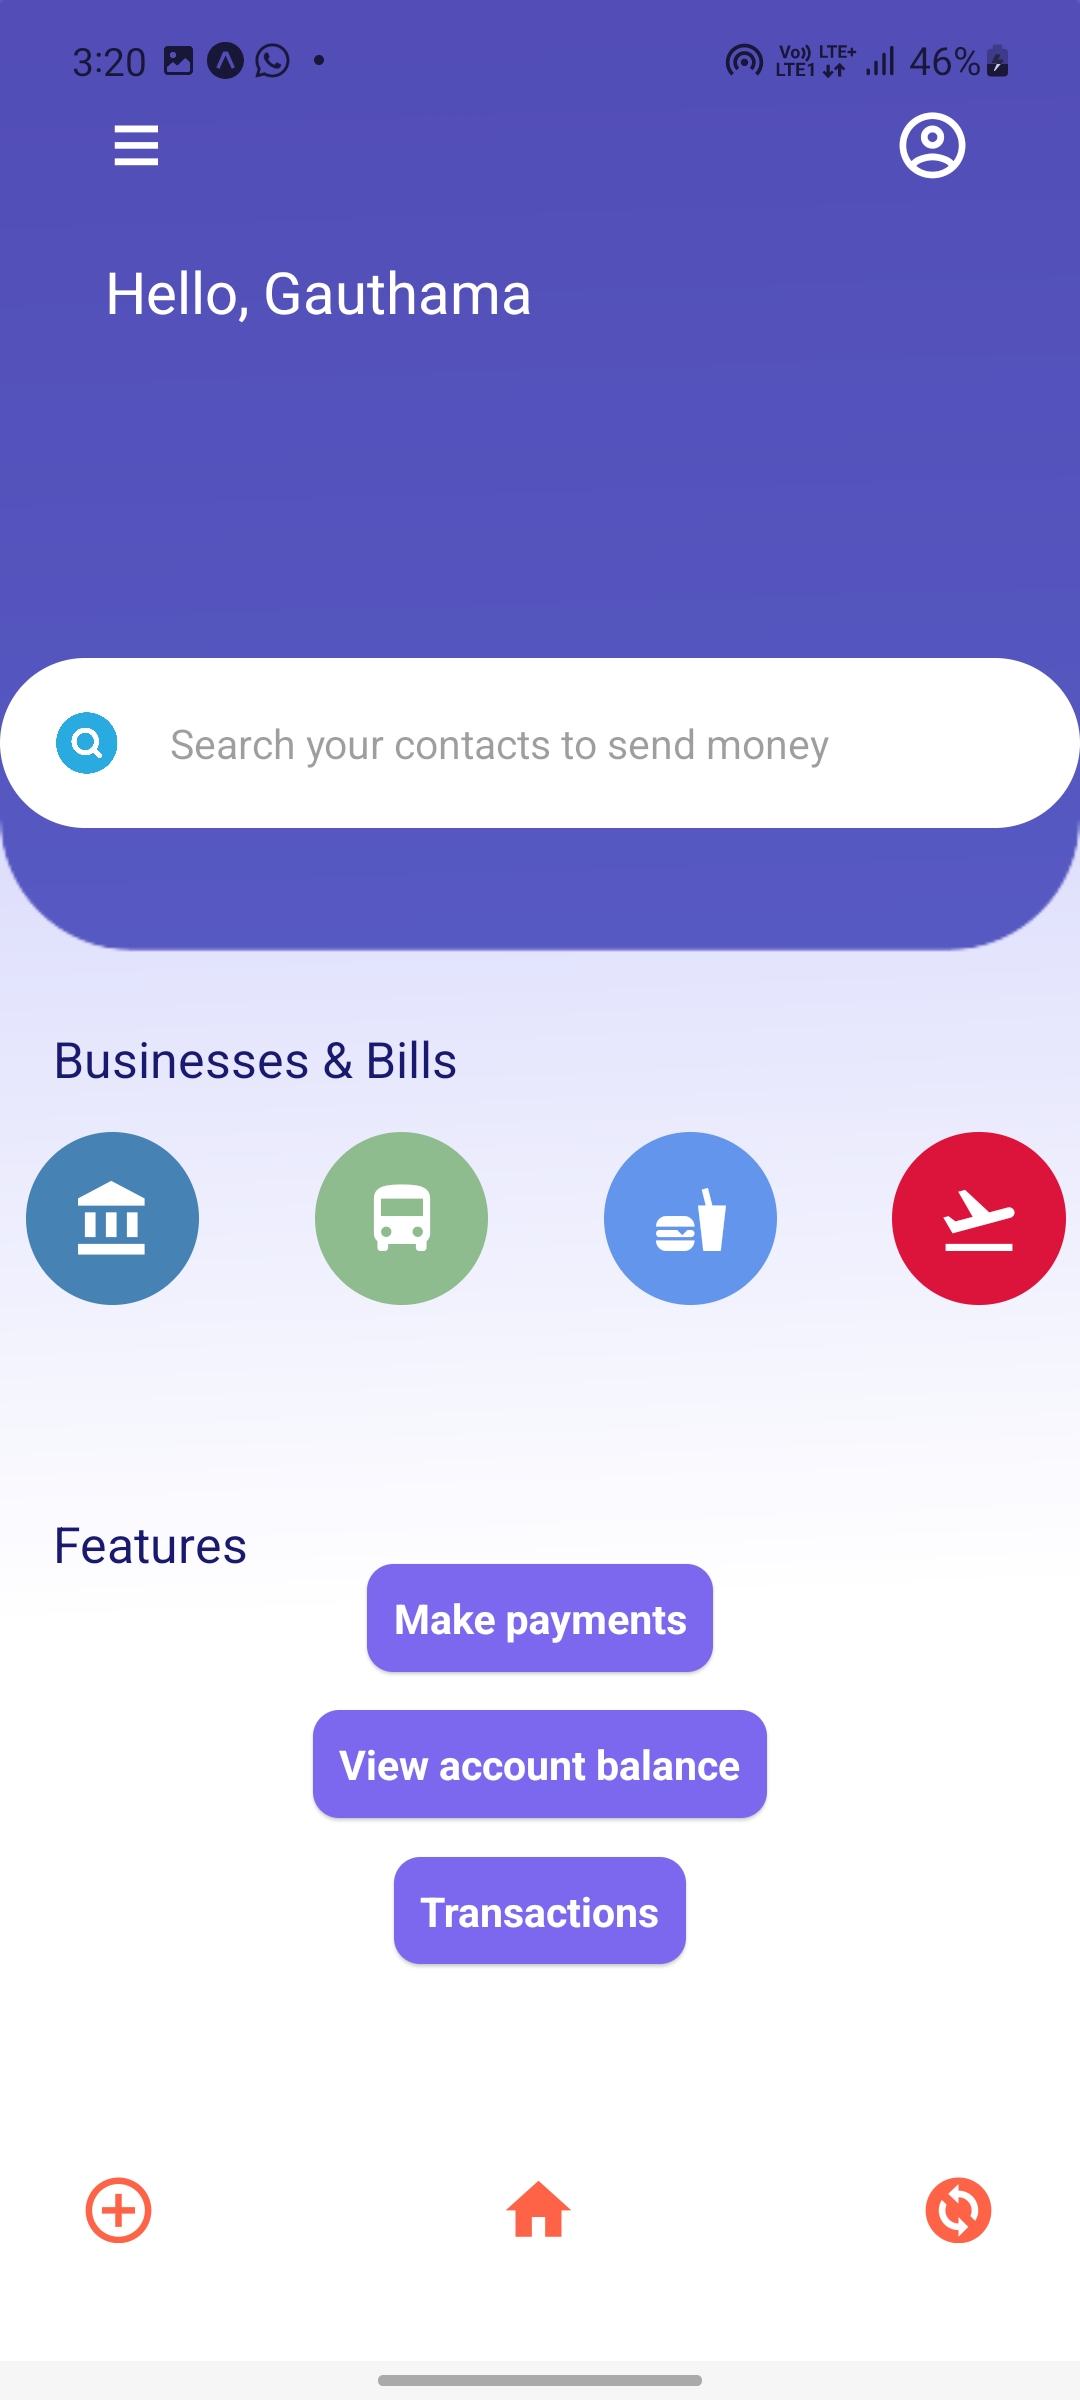 3:20
Vo)) LTE+
LTE1
46%
Hello, Gauthama
Search your contacts to send money
Businesses & Bills
Features
Make payments
View account balance
Transactions